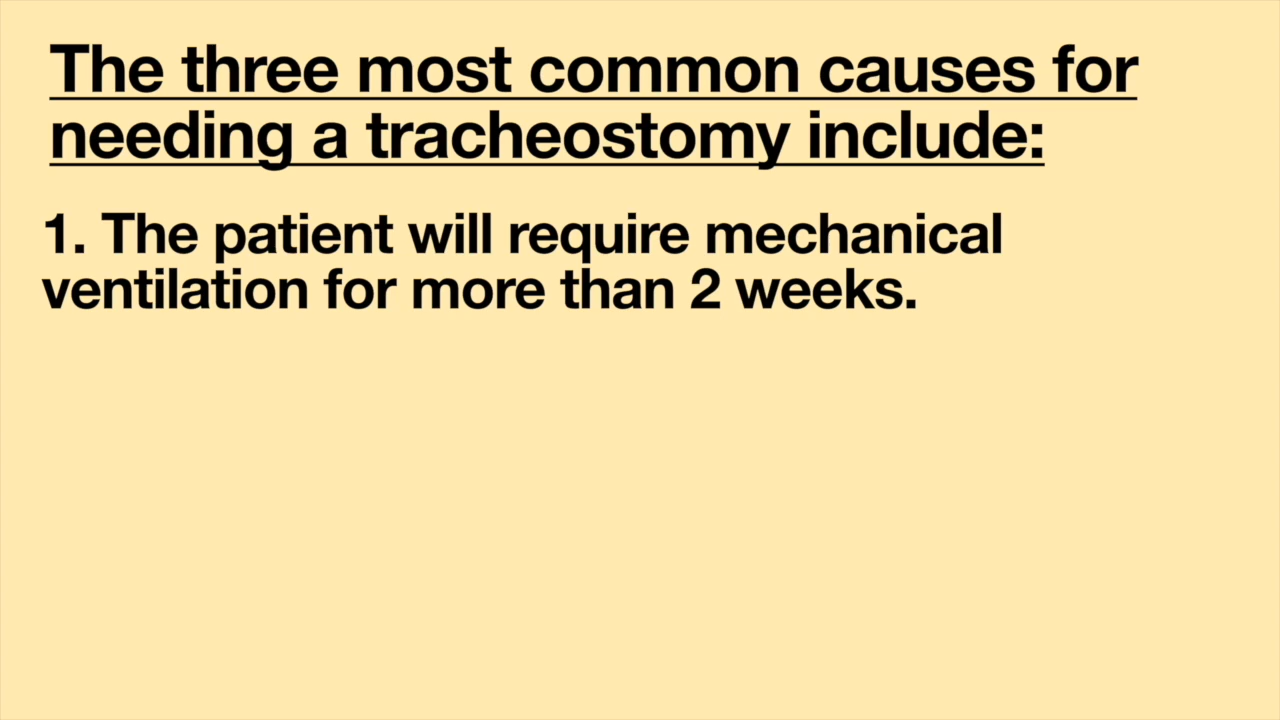 The three most common causes for
needing a tracheostomy include:
1. The patient will require mechanical
ventilation for more than 2 weeks.